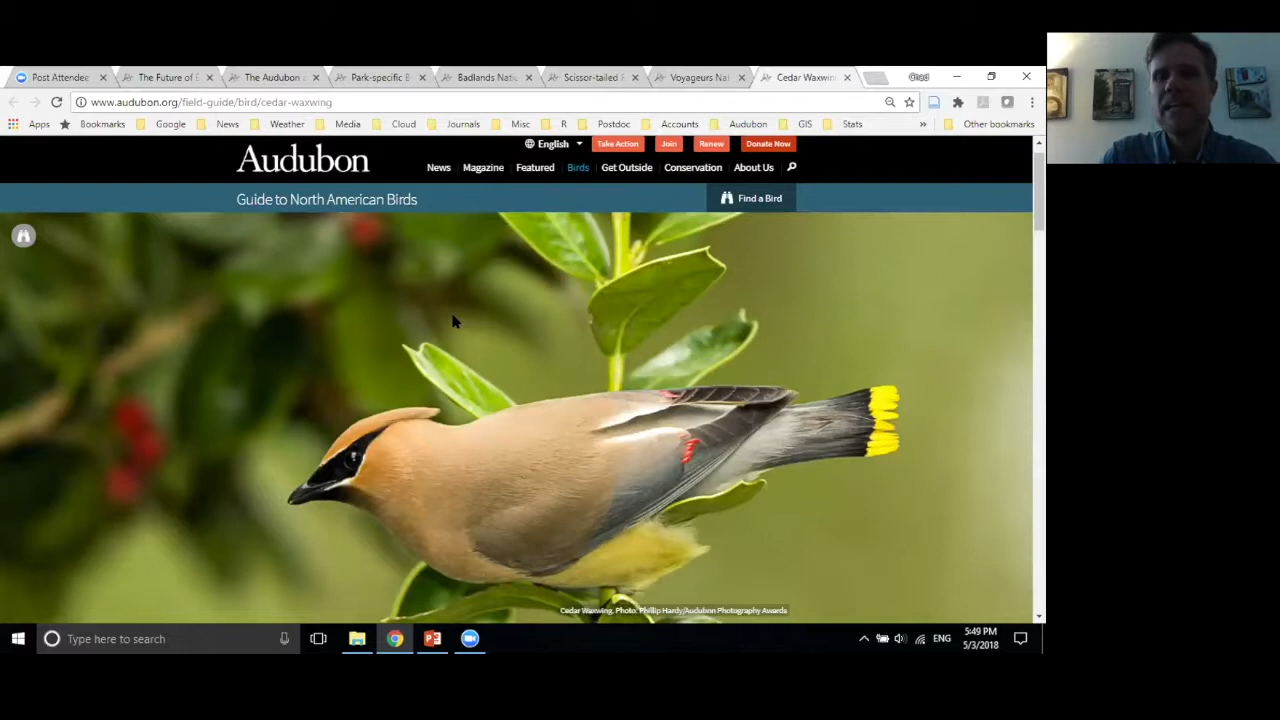 Post Attendee
The Future of B
The Audubon a
Park-specific B
Badlands Natio
Scissor-tailed F
Voyageurs Nat
Cedar Waxwin
Chad
www.audubon.org/field-guide/bird/cedar-waxwing
Apps
Bookmarks
Google
News
Weather
Media
Cloud
Journals
Misc
R
Postdoc
Accounts
Audubon
GIS
Stats
»
Other bookmarks
English
Take Action
Join
Renew
Donate Now
Audubon
News
Magazine
Featured
Birds
Get Outside
Conservation
About Us
Guide to North American Birds
Find a Bird
Cedar Waxwing. Photo: Phillip Hardy/Audubon Photography Awards
Type here to search
ENG
5:49 PM
5/3/2018